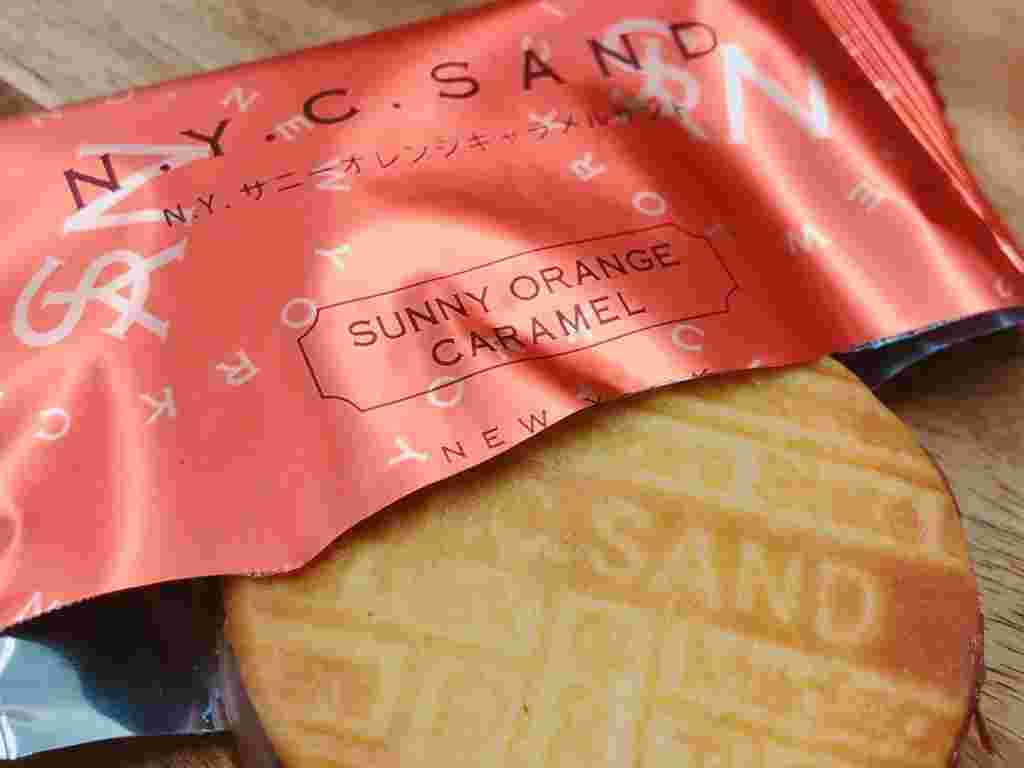 N.Y.C.SAND
N.Y. サニーオレンジキャラメルサンド
SUNNY ORANGE
CARAMEL
NEW YORK
SAND